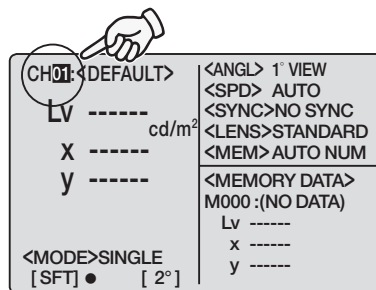 CH01:<DEFAULT>
Lv ------
cd/m²
x ------
y ------
<MODE>SINGLE
[SFT] ● [ 2° ]
<ANGL> 1° VIEW
<SPD> AUTO
<SYNC>NO SYNC
<LENS>STANDARD
<MEM>AUTO NUM
<MEMORY DATA>
M000 :(NO DATA)
Lv ------
x ------
y ------